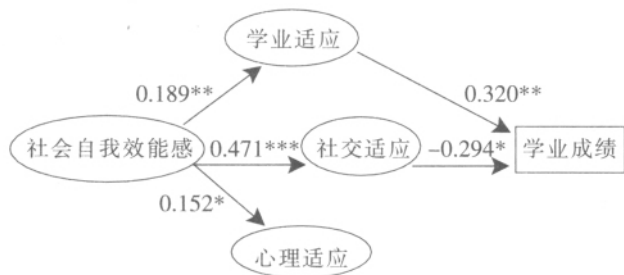 学业适应
0.189**
0.320**
社会自我效能感
0.471***
社交适应
-0.294*
学业成绩
0.152*
心理适应